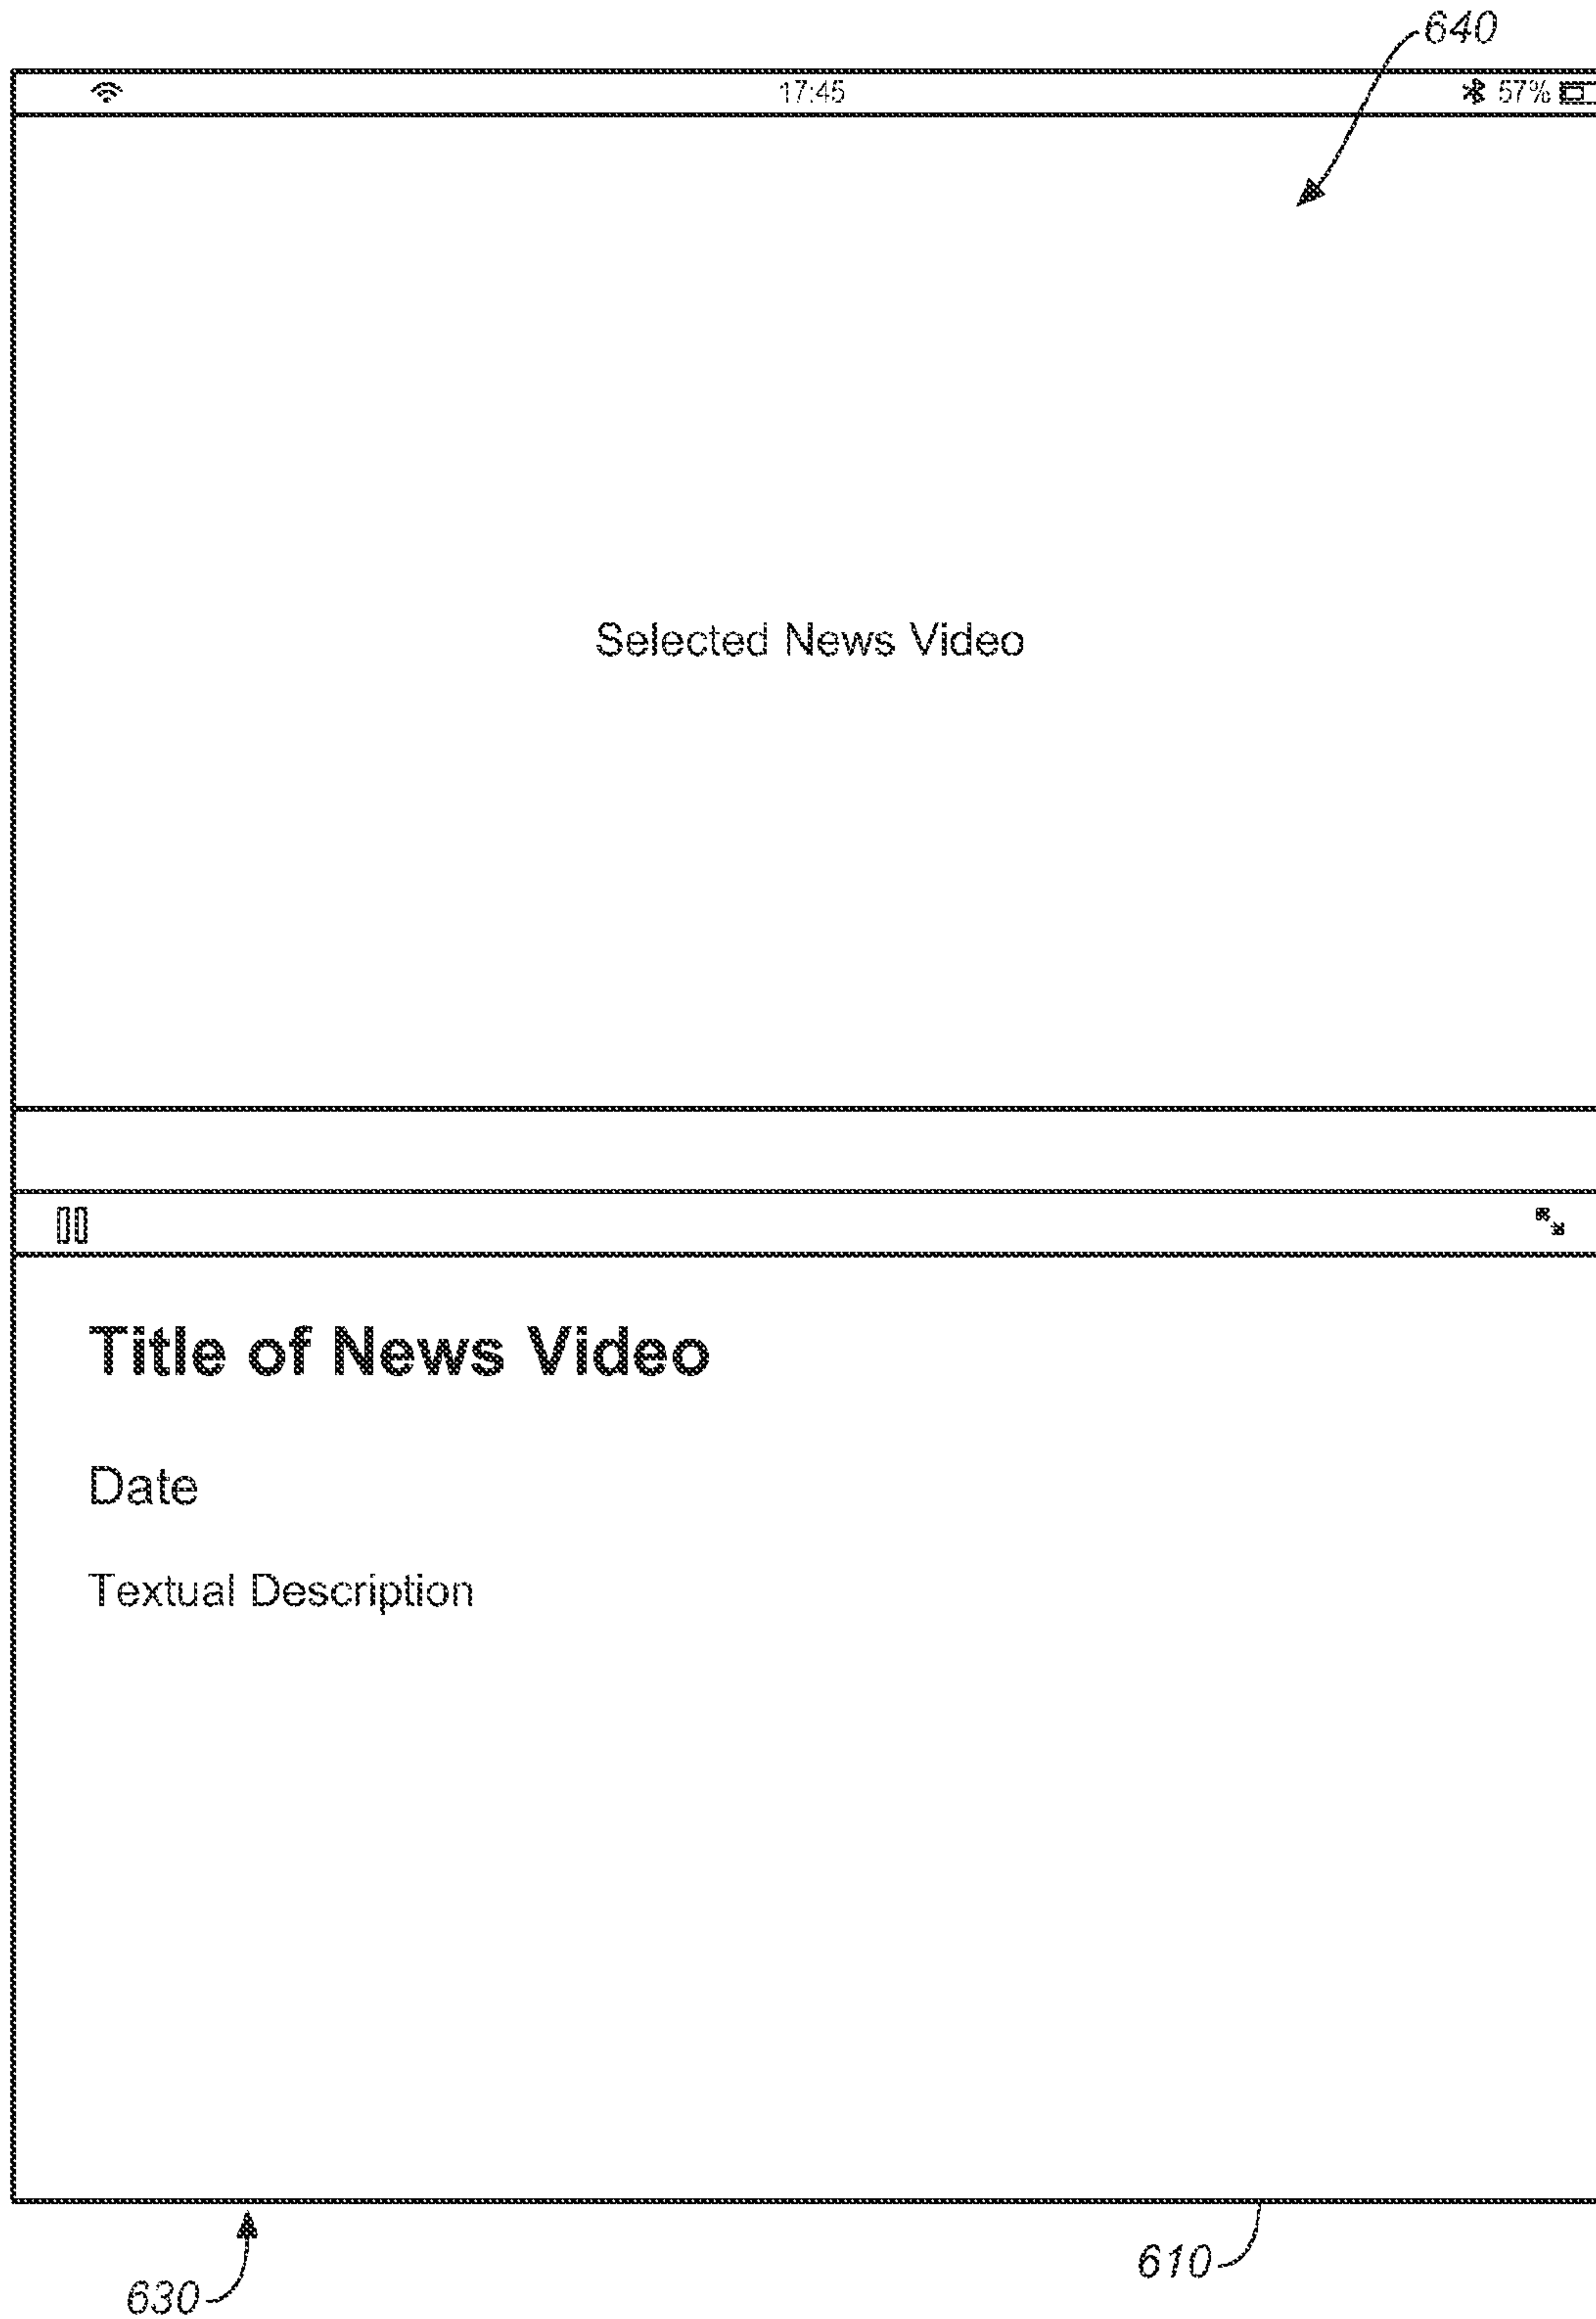 640
17:45 57%
Selected News Video
Title of News Video
Date
Textual Description
610
630